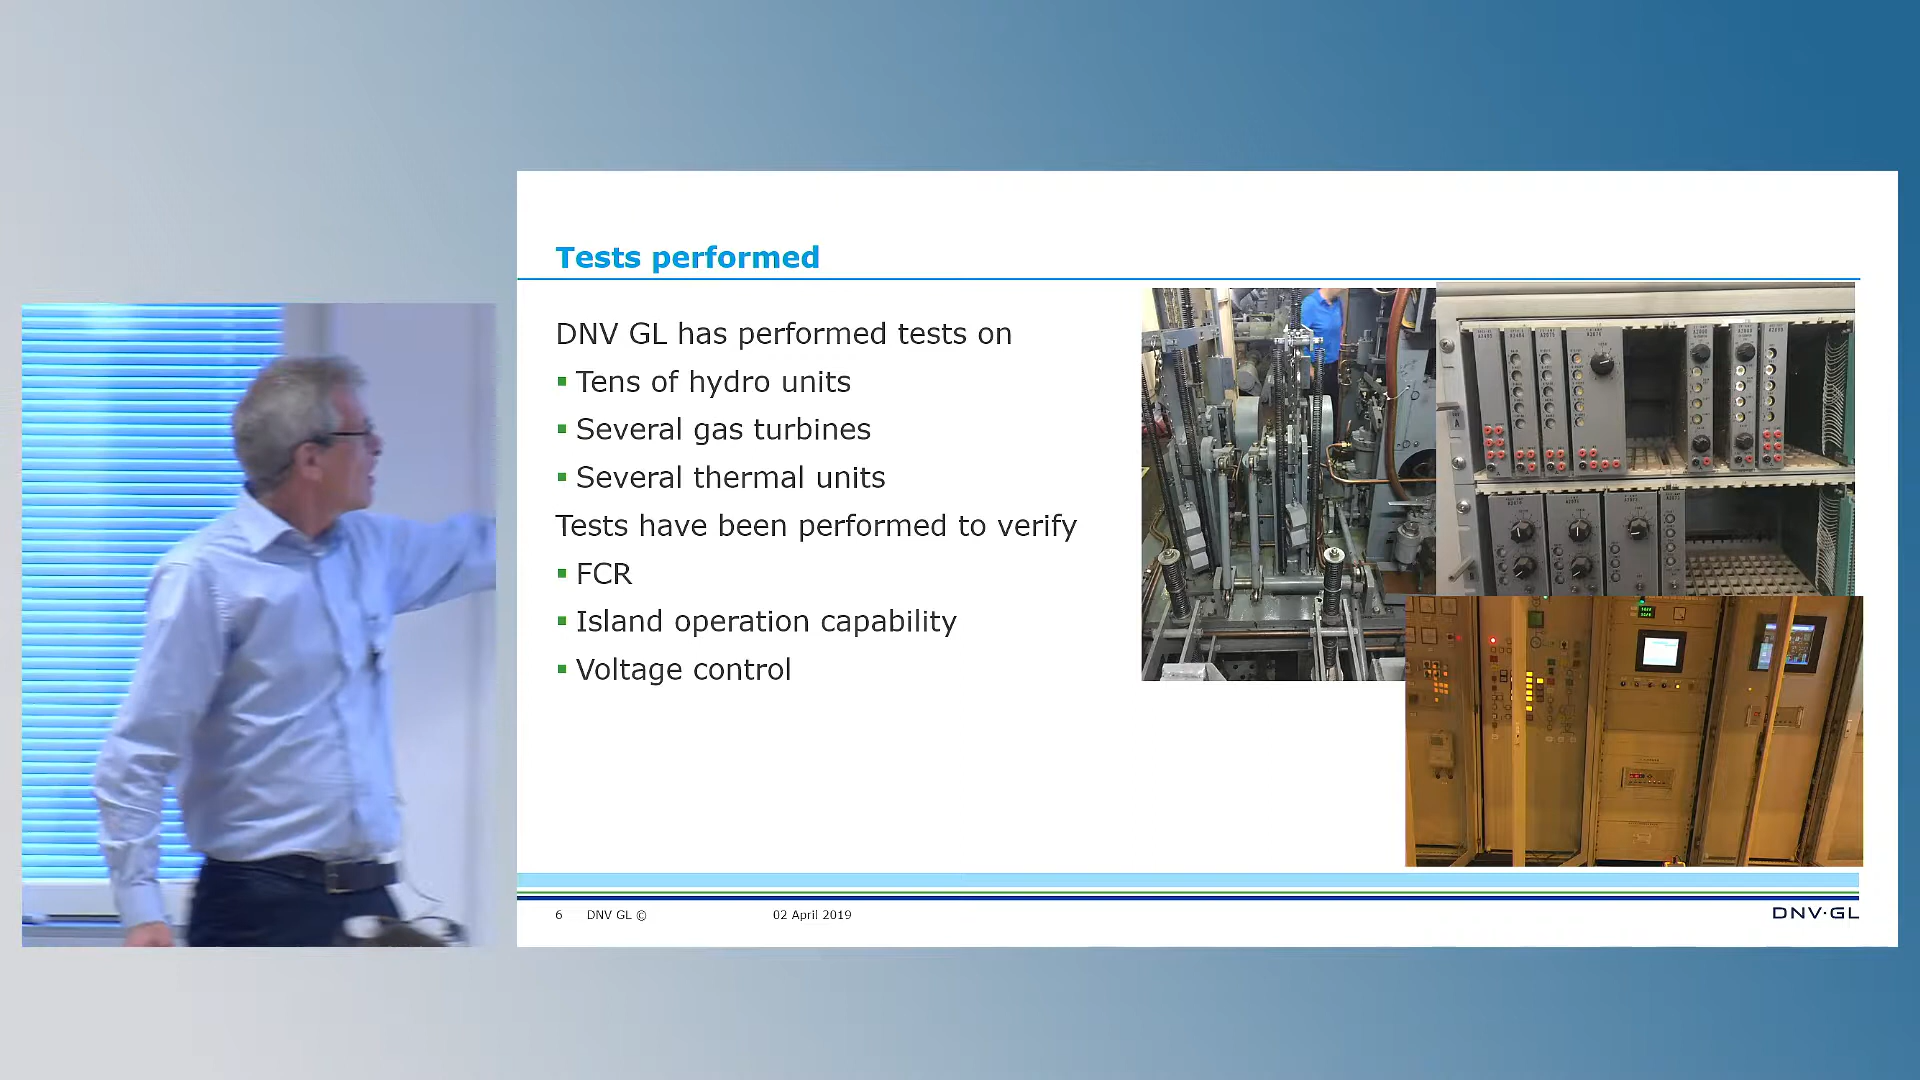 Tests performed
DNV GL has performed tests on
Tens of hydro units
Several gas turbines
Several thermal units
Tests have been performed to verify
FCR
Island operation capability
Voltage control
6 DNV GL © 02 April 2019
DNV·GL